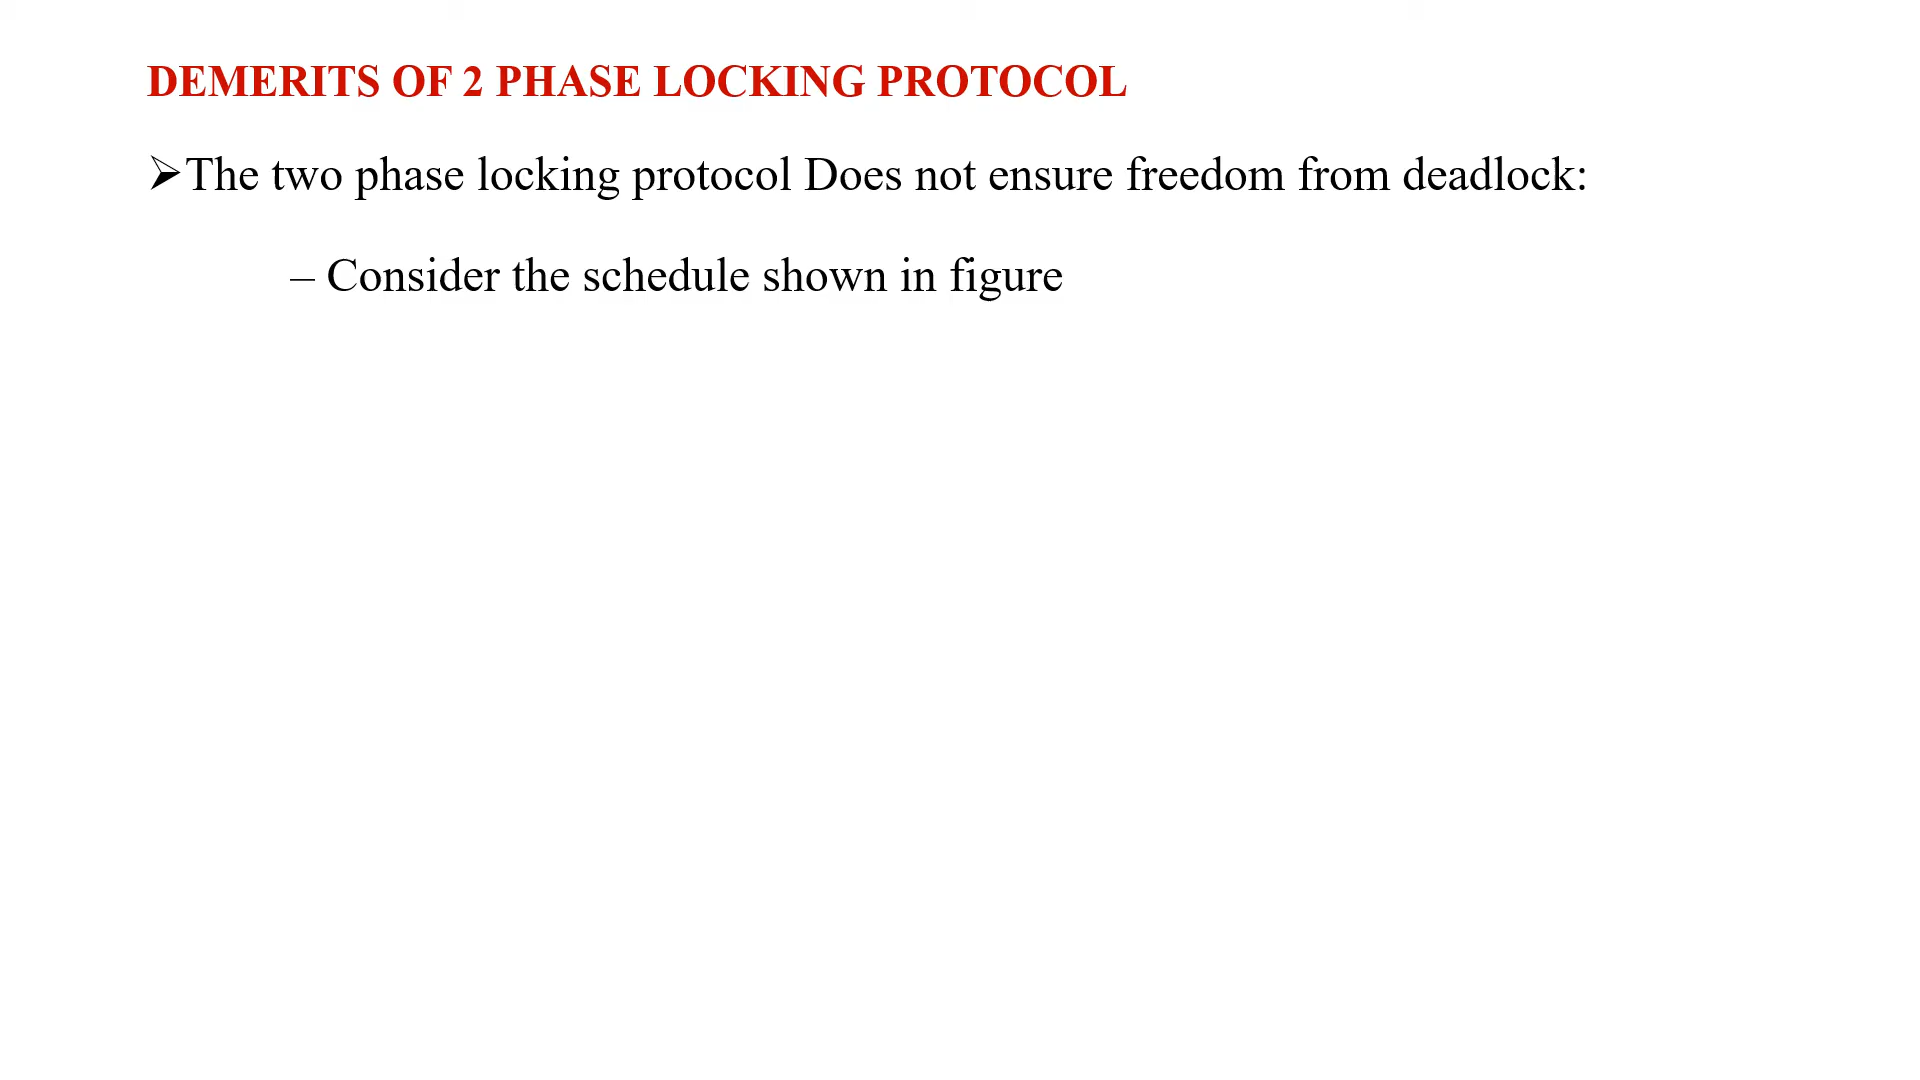 DEMERITS OF 2 PHASE LOCKING PROTOCOL
➢The two phase locking protocol Does not ensure freedom from deadlock:
– Consider the schedule shown in figure